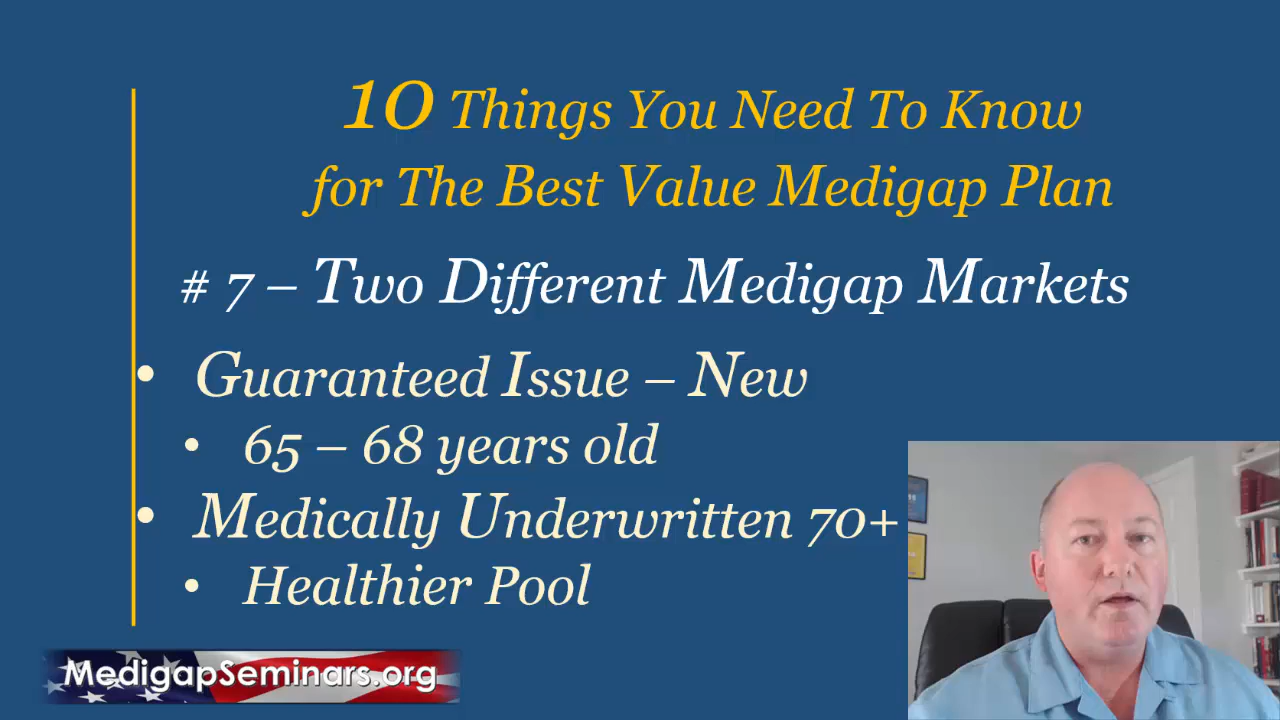 10 Things You Need To Know
for The Best Value Medigap Plan
# 7 – Two Different Medigap Markets
• Guaranteed Issue – New
• 65 – 68 years old
• Medically Underwritten 70+
• Healthier Pool
MedigapSeminars.org